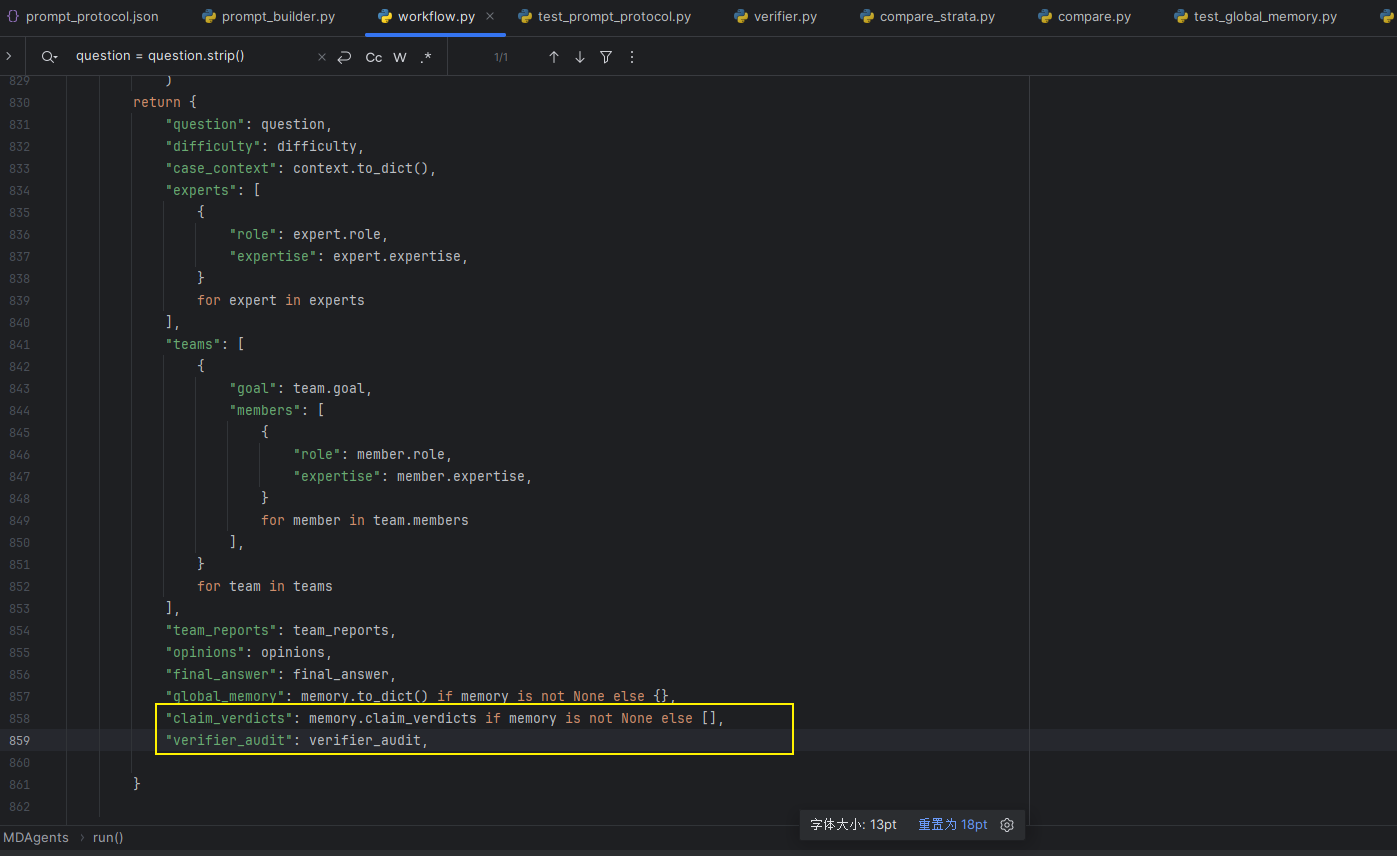 prompt_protocol.json prompt_builder.py workflow.py test_prompt_protocol.py verifier.py compare_strata.py compare.py test_global_memory.py
question = question.strip() Cc W .* 1/1
829 )
830 return {
831 "question": question,
832 "difficulty": difficulty,
833 "case_context": context.to_dict(),
834 "experts": [
835 {
836 "role": expert.role,
837 "expertise": expert.expertise,
838 }
839 for expert in experts
840 ],
841 "teams": [
842 {
843 "goal": team.goal,
844 "members": [
845 {
846 "role": member.role,
847 "expertise": member.expertise,
848 }
849 for member in team.members
850 ],
851 }
852 for team in teams
853 ],
854 "team_reports": team_reports,
855 "opinions": opinions,
856 "final_answer": final_answer,
857 "global_memory": memory.to_dict() if memory is not None else {},
858 "claim_verdicts": memory.claim_verdicts if memory is not None else [],
859 "verifier_audit": verifier_audit,
860
861 }
862
字体大小: 13pt 重置为 18pt
MDAgents › run()